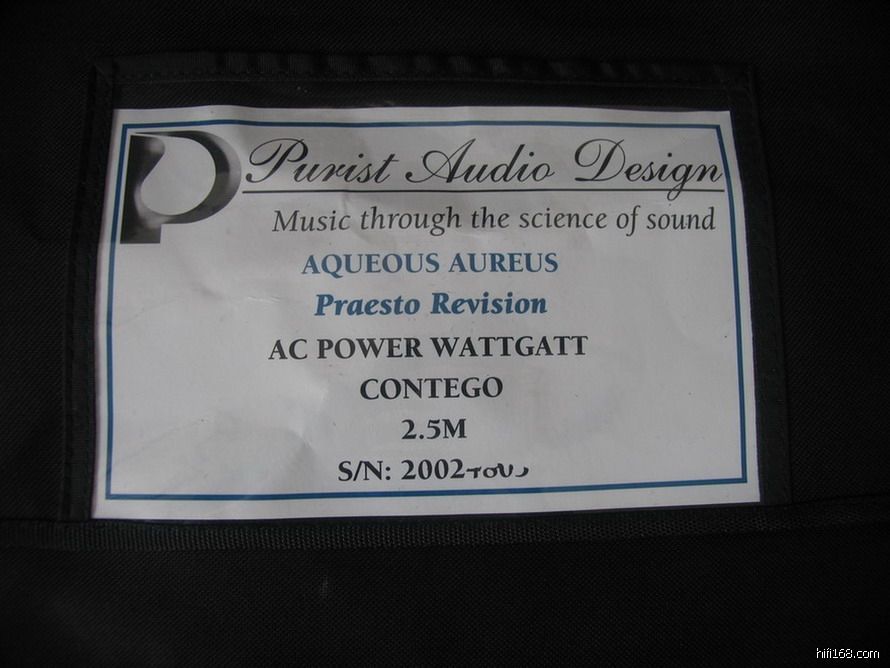 Purist Audio Design
Music through the science of sound
AQUEOUS AUREUS
Praesto Revision
AC POWER WATTGATT
CONTEGO
2.5M
S/N: 2002
hifi168.com